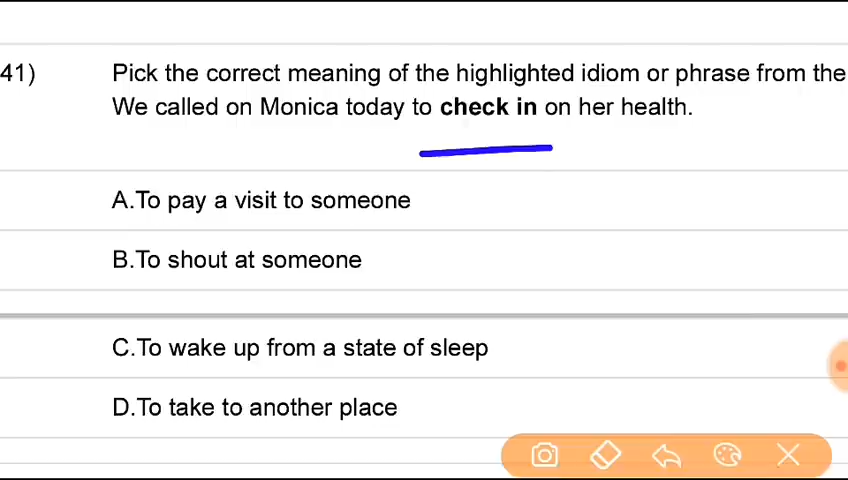 41) Pick the correct meaning of the highlighted idiom or phrase from the
We called on Monica today to check in on her health.
A.To pay a visit to someone
B.To shout at someone
C.To wake up from a state of sleep
D.To take to another place